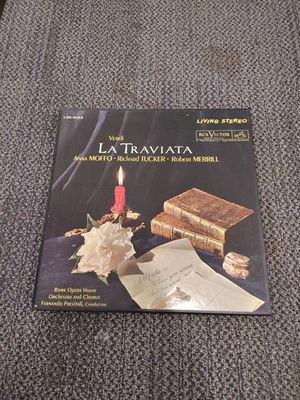 LIVING STEREO
RCA VICTOR
Verdi
LA TRAVIATA
ANNA MOFFO • RICHARD TUCKER • ROBERT MERRILL
ROME OPERA HOUSE
ORCHESTRA AND CHORUS
FERNANDO PREVITALI, Conductor